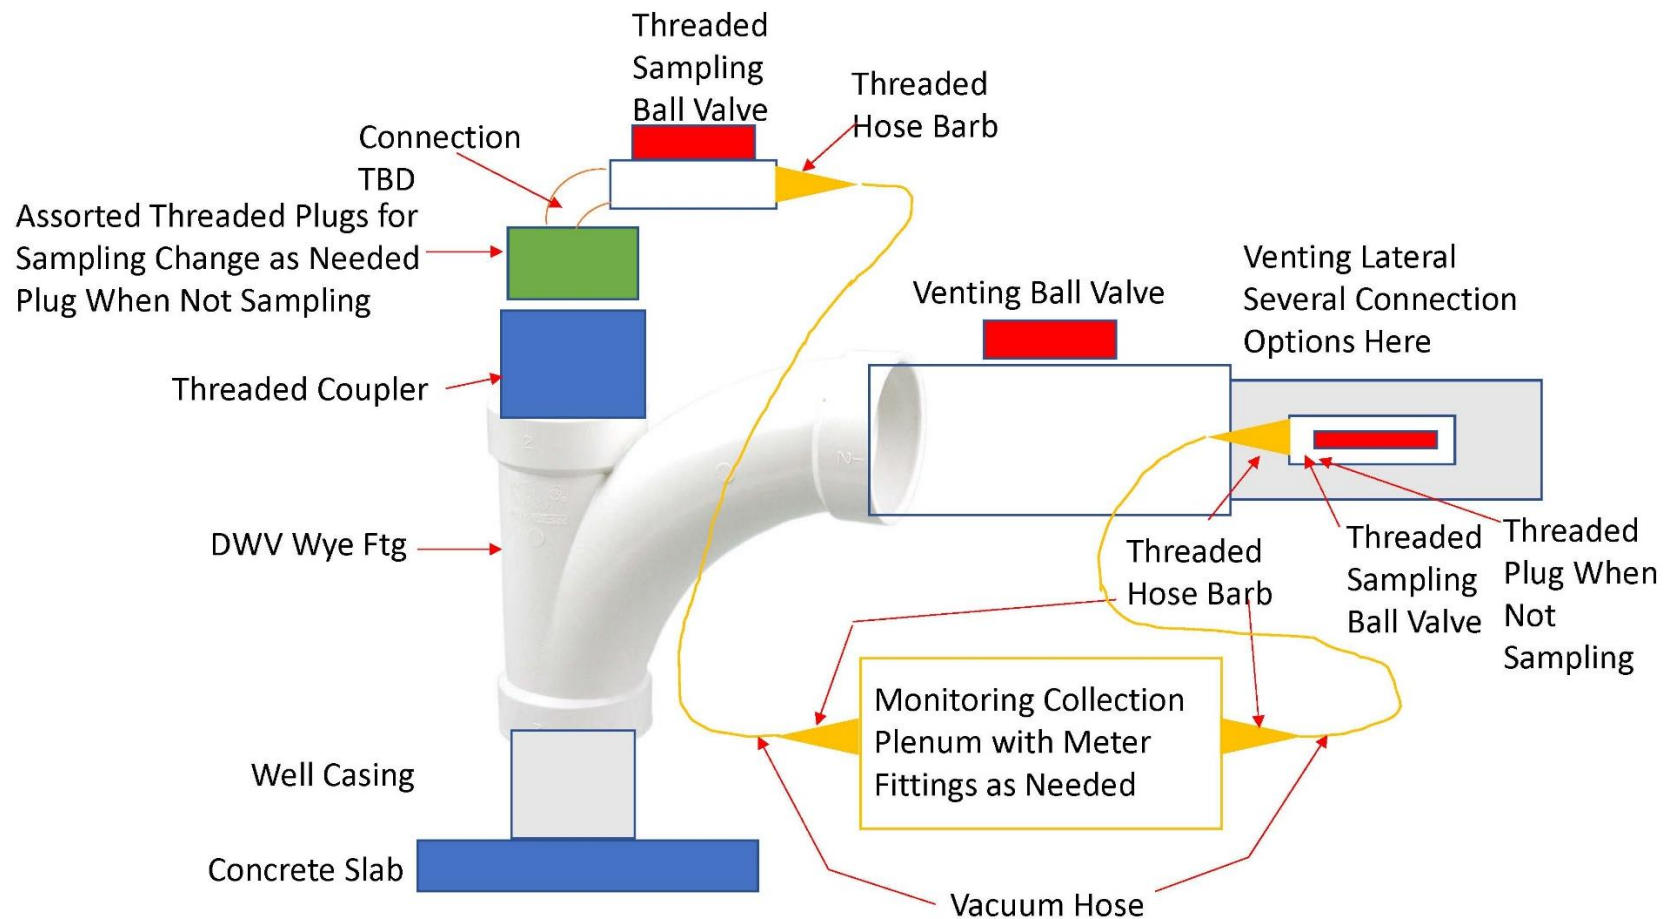 Threaded
Sampling
Ball Valve
Threaded
Hose Barb
Connection
TBD
Assorted Threaded Plugs for
Sampling Change as Needed
Plug When Not Sampling
Venting Ball Valve
Venting Lateral
Several Connection
Options Here
Threaded Coupler
2
2
DWV Wye Ftg
Threaded
Hose Barb
Threaded
Sampling
Ball Valve
Threaded
Plug When
Not
Sampling
Monitoring Collection
Plenum with Meter
Fittings as Needed
Well Casing
Concrete Slab
Vacuum Hose